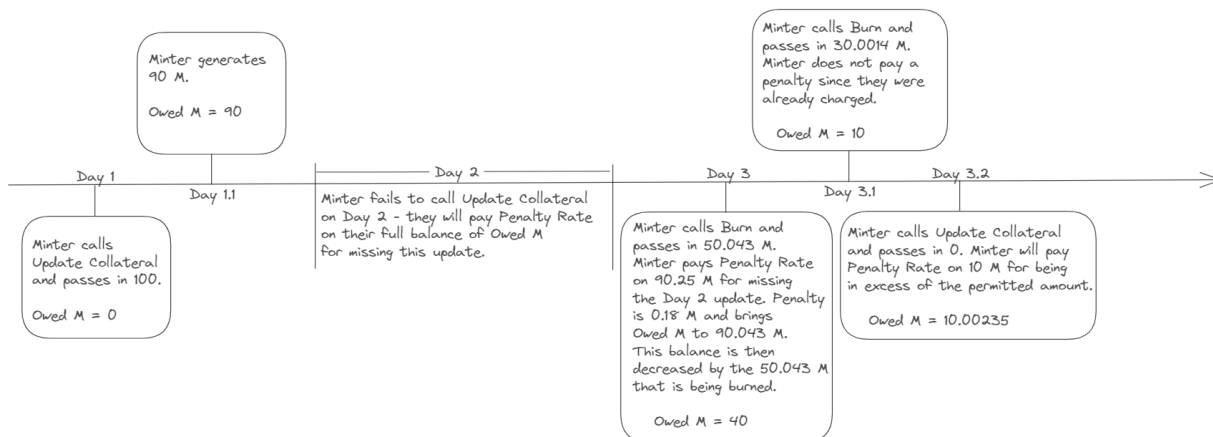 Minter generates
90 M.
Owed M = 90
Minter calls Burn and
passes in 30.0014 M.
Minter does not pay a
penalty since they were
already charged.
Owed M = 10
Day 1
Day 1.1
Day 2
Day 3
Day 3.1
Day 3.2
Minter calls
Update Collateral
and passes in 100.
Owed M = 0
Minter fails to call Update Collateral
on Day 2 - they will pay Penalty Rate
on their full balance of Owed M
for missing this update.
Minter calls Burn and
passes in 50.043 M.
Minter pays Penalty Rate
on 90.25 M for missing
the Day 2 update. Penalty
is 0.18 M and brings
Owed M to 90.043 M.
This balance is then
decreased by the 50.043 M
that is being burned.
Owed M = 40
Minter calls Update Collateral
and passes in 0. Minter will pay
Penalty Rate on 10 M for being
in excess of the permitted amount.
Owed M = 10.00235